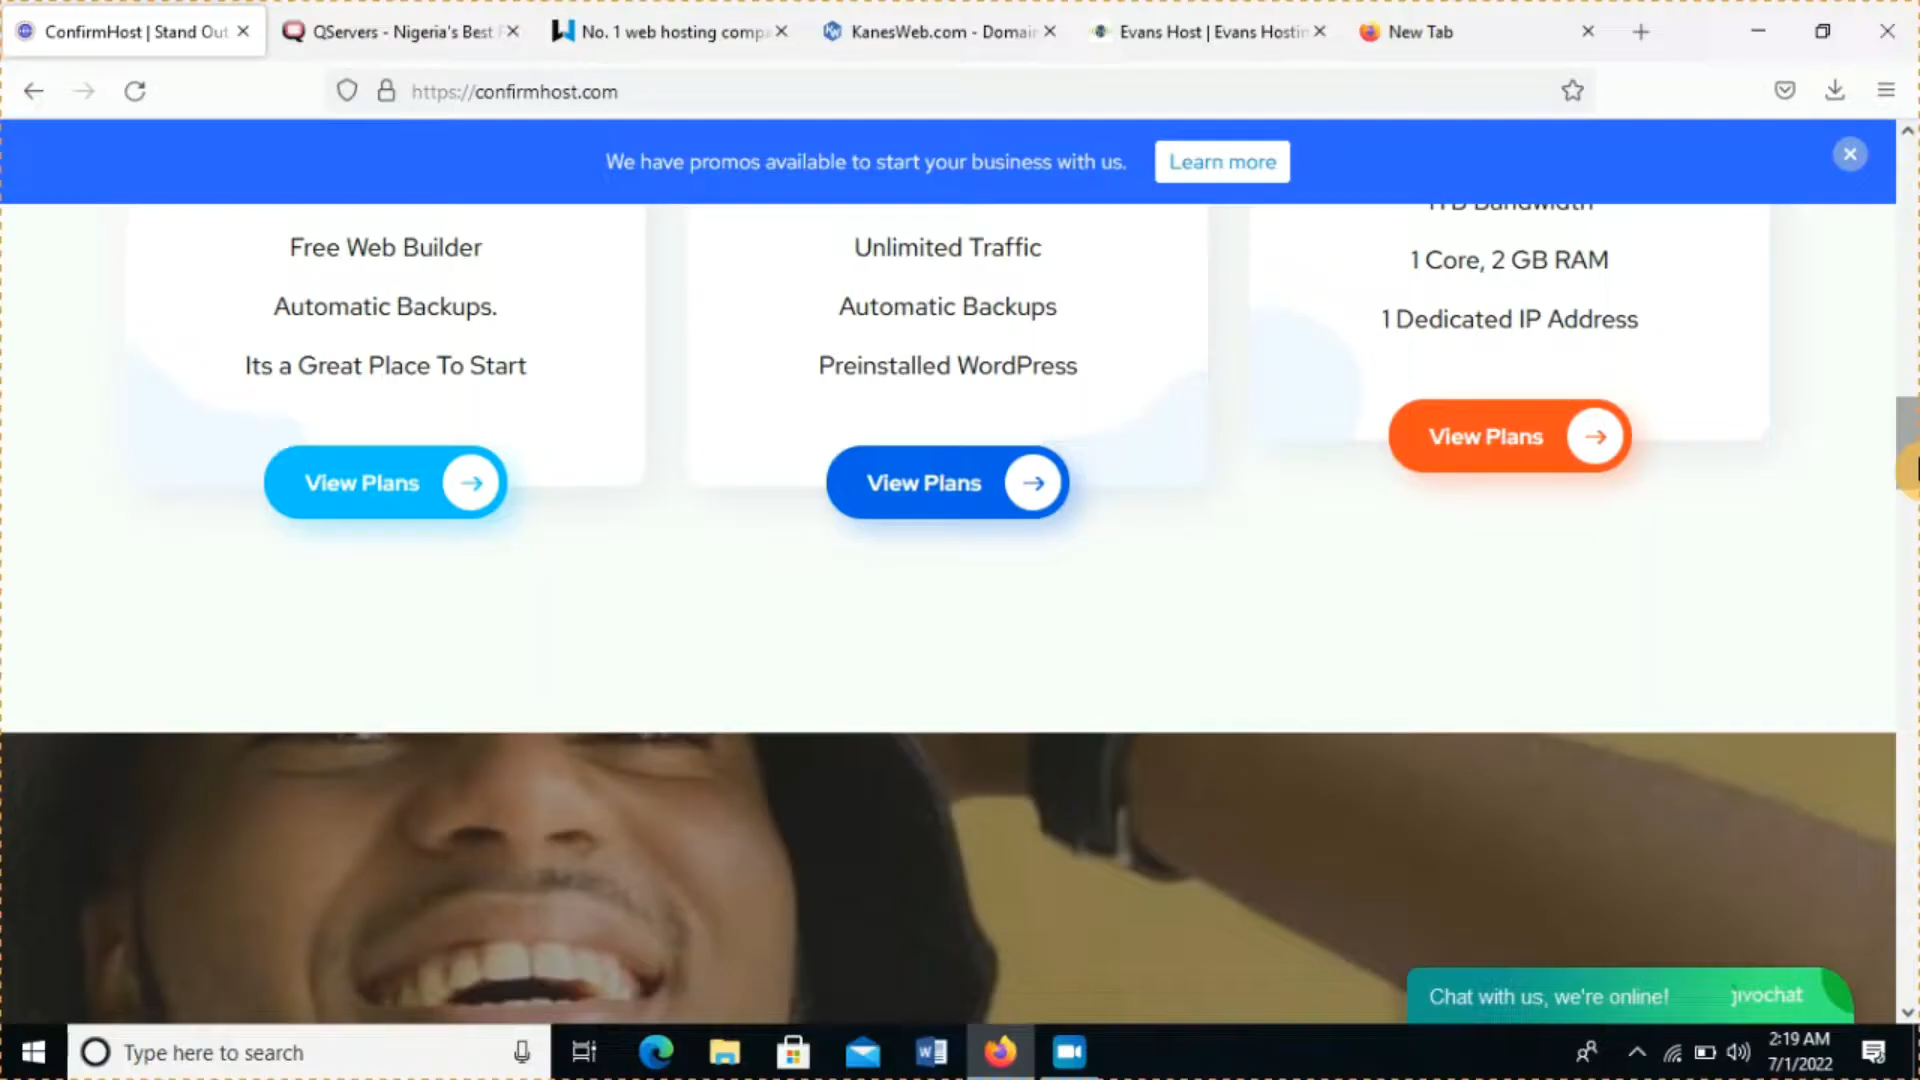 ConfirmHost | Stand Out
QServers - Nigeria's Best
No. 1 web hosting comp
KanesWeb.com - Domai
Evans Host | Evans Hostin
New Tab
https://confirmhost.com
We have promos available to start your business with us.
Learn more
Free Web Builder
Automatic Backups.
Its a Great Place To Start
View Plans
Unlimited Traffic
Automatic Backups
Preinstalled WordPress
View Plans
1 TB Bandwidth
1 Core, 2 GB RAM
1 Dedicated IP Address
View Plans
Chat with us, we're online!
jivochat
Type here to search
2:19 AM
7/1/2022